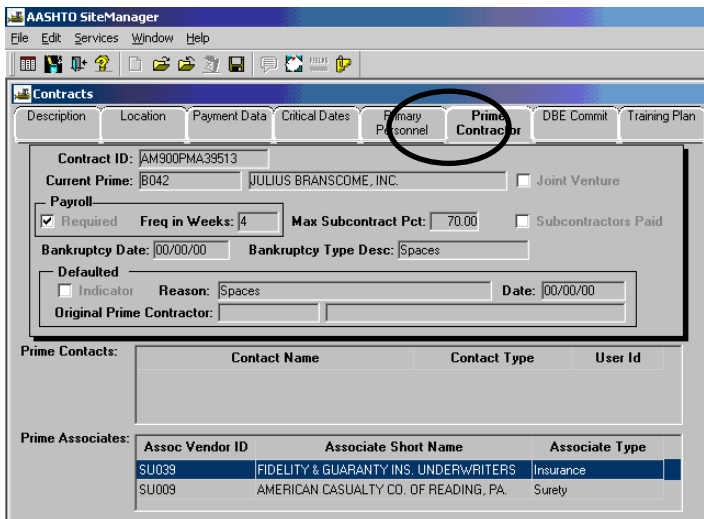 AASHTO SiteManager
File Edit Services Window Help
FIELDS
Contracts
Description Location Payment Data Critical Dates Primary Personnel Prime Contractor DBE Commit Training Plan
Contract ID: AM900PMA39513
Current Prime: B042 JULIUS BRANSCOME, INC. Joint Venture
Payroll
Required Freq in Weeks: 4 Max Subcontract Pct: 70.00 Subcontractors Paid
Bankruptcy Date: 00/00/00 Bankruptcy Type Desc: Spaces
Defaulted
Indicator Reason: Spaces Date: 00/00/00
Original Prime Contractor:
Prime Contacts:
Contact Name Contact Type User Id
Prime Associates:
Assoc Vendor ID Associate Short Name Associate Type
SU039 FIDELITY & GUARANTY INS. UNDERWRITERS Insurance
SU009 AMERICAN CASUALTY CO. OF READING, PA. Surety